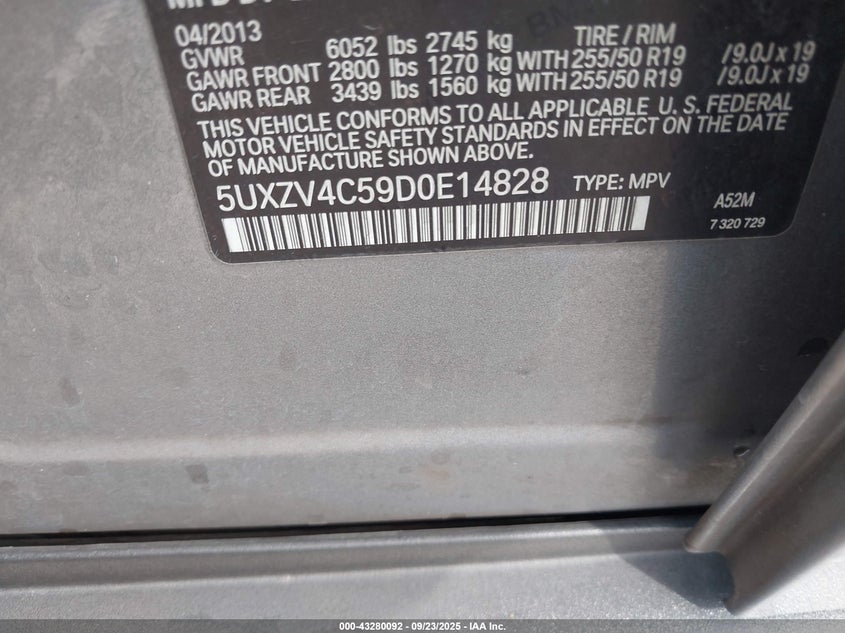 04/2013 TIRE / RIM
GVWR 6052 lbs 2745 kg
GAWR FRONT 2800 lbs 1270 kg WITH 255/50 R19 /9.0J x 19
GAWR REAR 3439 lbs 1560 kg WITH 255/50 R19 /9.0J x 19
THIS VEHICLE CONFORMS TO ALL APPLICABLE U. S. FEDERAL
MOTOR VEHICLE SAFETY STANDARDS IN EFFECT ON THE DATE
OF MANUFACTURE SHOWN ABOVE.
5UXZV4C59D0E14828 TYPE: MPV A52M
7 320 729
000-43280092 - 09/23/2025 - IAA Inc.